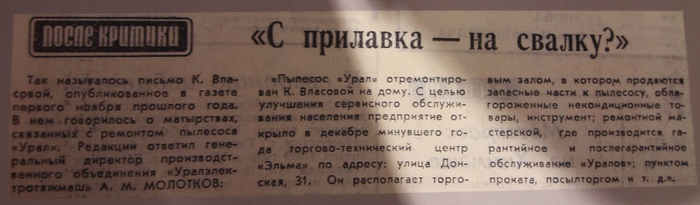 ПОСЛЕ КРИТИКИ
«С прилавка — на свалку?»
Так называлось письмо К. Вла-
совой, опубликованное в газете
первого ноября прошлого года.
В нем говорилось о матырствах,
связанных с ремонтом пылесоса
«Урал». Редакции ответил гене-
ральный директор производст-
венного объединения «Уралэлек-
тротяжмаш» А. М. МОЛОТКОВ:
«Пылесос «Урал» отремонтиро-
ван К. Власовой на дому. С целью
улучшения сервисного обслужи-
вания населения предприятие от-
крыло в декабре минувшего го-
да торгово-технический центр
«Эльма» по адресу: улица Дон-
ская, 31. Он располагает торго-
вым залом, в котором продаются
запасные части к пылесосу, обла-
гороженные некондиционные то-
вары, инструмент; ремонтной ма-
стерской, где производится га-
рантийное и послегарантийное
обслуживание «Уралов»; пунктом
проката, посылторгом и т. д.».